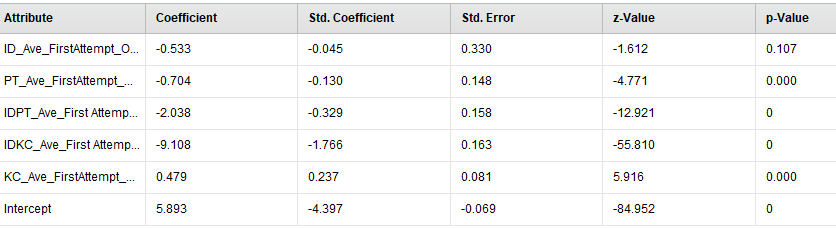 Attribute Coefficient Std. Coefficient Std. Error z-Value p-Value
ID_Ave_FirstAttempt_O... -0.533 -0.045 0.330 -1.612 0.107
PT_Ave_FirstAttempt_... -0.704 -0.130 0.148 -4.771 0.000
IDPT_Ave_First Attemp... -2.038 -0.329 0.158 -12.921 0
IDKC_Ave_First Attemp... -9.108 -1.766 0.163 -55.810 0
KC_Ave_FirstAttempt_... 0.479 0.237 0.081 5.916 0.000
Intercept 5.893 -4.397 -0.069 -84.952 0